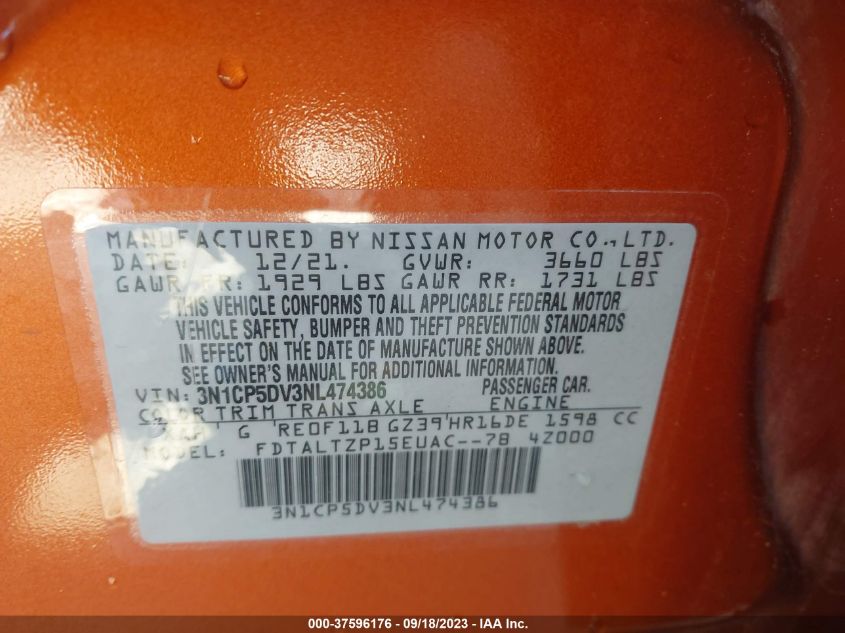 MANUFACTURED BY NISSAN MOTOR CO., LTD.
DATE: 12/21. GVWR: 3660 LBS
GAWR FR: 1929 LBS GAWR RR: 1731 LBS
THIS VEHICLE CONFORMS TO ALL APPLICABLE FEDERAL MOTOR
VEHICLE SAFETY, BUMPER AND THEFT PREVENTION STANDARDS
IN EFFECT ON THE DATE OF MANUFACTURE SHOWN ABOVE.
SEE OWNER'S MANUAL FOR ADDITIONAL INFORMATION.
VIN: 3N1CP5DV3NL474386 PASSENGER CAR.
COLOR TRIM TRANS AXLE ENGINE
G RE0F11B GZ39 HR16DE 1598 CC
MODEL: FDTALTZP15EUAC--78 4Z000
3N1CP5DV3NL474386
000-37596176 - 09/18/2023 - IAA Inc.